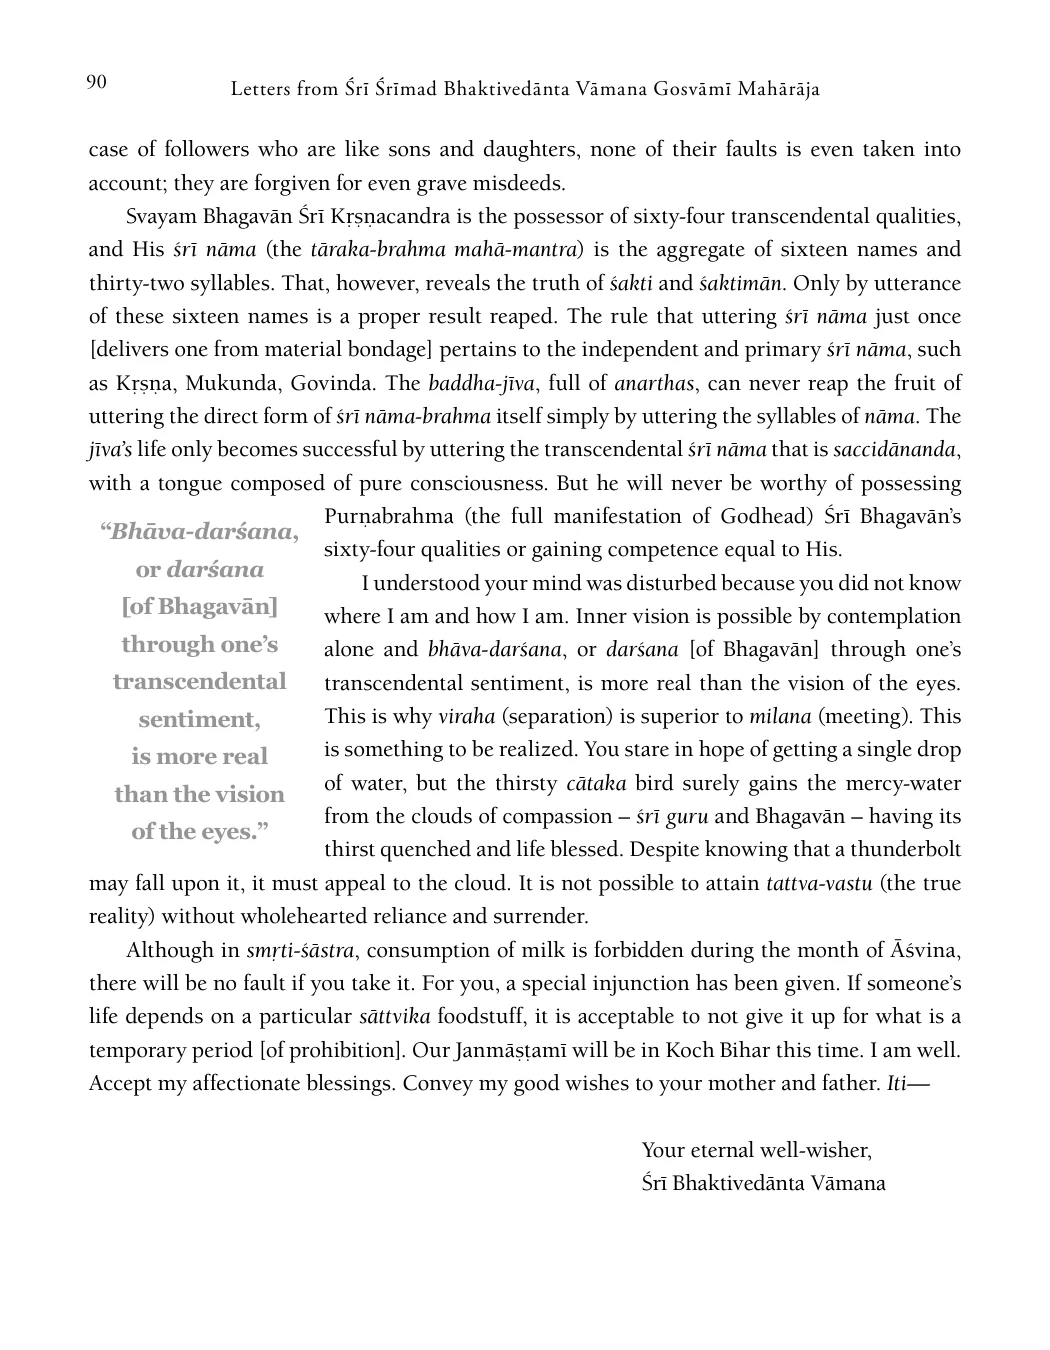 90
Letters from Śrī Śrīmad Bhaktivedānta Vāmana Gosvāmī Mahārāja
case of followers who are like sons and daughters, none of their faults is even taken into
account; they are forgiven for even grave misdeeds.
Svayam Bhagavān Śrī Kṛṣṇacandra is the possessor of sixty-four transcendental qualities,
and His śrī nāma (the tāraka-brahma mahā-mantra) is the aggregate of sixteen names and
thirty-two syllables. That, however, reveals the truth of śakti and śaktimān. Only by utterance
of these sixteen names is a proper result reaped. The rule that uttering śrī nāma just once
[delivers one from material bondage] pertains to the independent and primary śrī nāma, such
as Kṛṣṇa, Mukunda, Govinda. The baddha-jīva, full of anarthas, can never reap the fruit of
uttering the direct form of śrī nāma-brahma itself simply by uttering the syllables of nāma. The
jīva's life only becomes successful by uttering the transcendental śrī nāma that is saccidānanda,
with a tongue composed of pure consciousness. But he will never be worthy of possessing
Purṇabrahma (the full manifestation of Godhead) Śrī Bhagavān's
sixty-four qualities or gaining competence equal to His.
I understood your mind was disturbed because you did not know
where I am and how I am. Inner vision is possible by contemplation
alone and bhāva-darśana, or darśana [of Bhagavān] through one's
transcendental sentiment, is more real than the vision of the eyes.
This is why viraha (separation) is superior to milana (meeting). This
is something to be realized. You stare in hope of getting a single drop
of water, but the thirsty cātaka bird surely gains the mercy-water
from the clouds of compassion – śrī guru and Bhagavān – having its
thirst quenched and life blessed. Despite knowing that a thunderbolt
“Bhāva-darśana,
or darśana
[of Bhagavān]
through one’s
transcendental
sentiment,
is more real
than the vision
of the eyes.”
may fall upon it, it must appeal to the cloud. It is not possible to attain tattva-vastu (the true
reality) without wholehearted reliance and surrender.
Although in smṛti-śāstra, consumption of milk is forbidden during the month of Āśvina,
there will be no fault if you take it. For you, a special injunction has been given. If someone's
life depends on a particular sāttvika foodstuff, it is acceptable to not give it up for what is a
temporary period [of prohibition]. Our Janmāṣṭamī will be in Koch Bihar this time. I am well.
Accept my affectionate blessings. Convey my good wishes to your mother and father. Iti—
Your eternal well-wisher,
Śrī Bhaktivedānta Vāmana